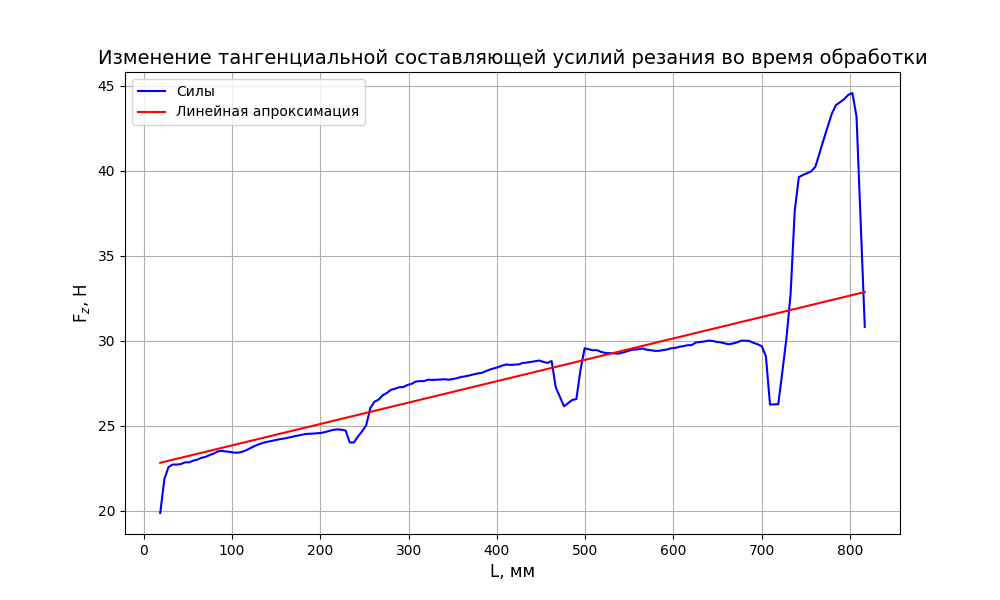 Изменение тангенциальной составляющей усилий резания во время обработки
Силы
Линейная апроксимация
45
40
35
30
25
20
F_z, Н
0 100 200 300 400 500 600 700 800
L, мм